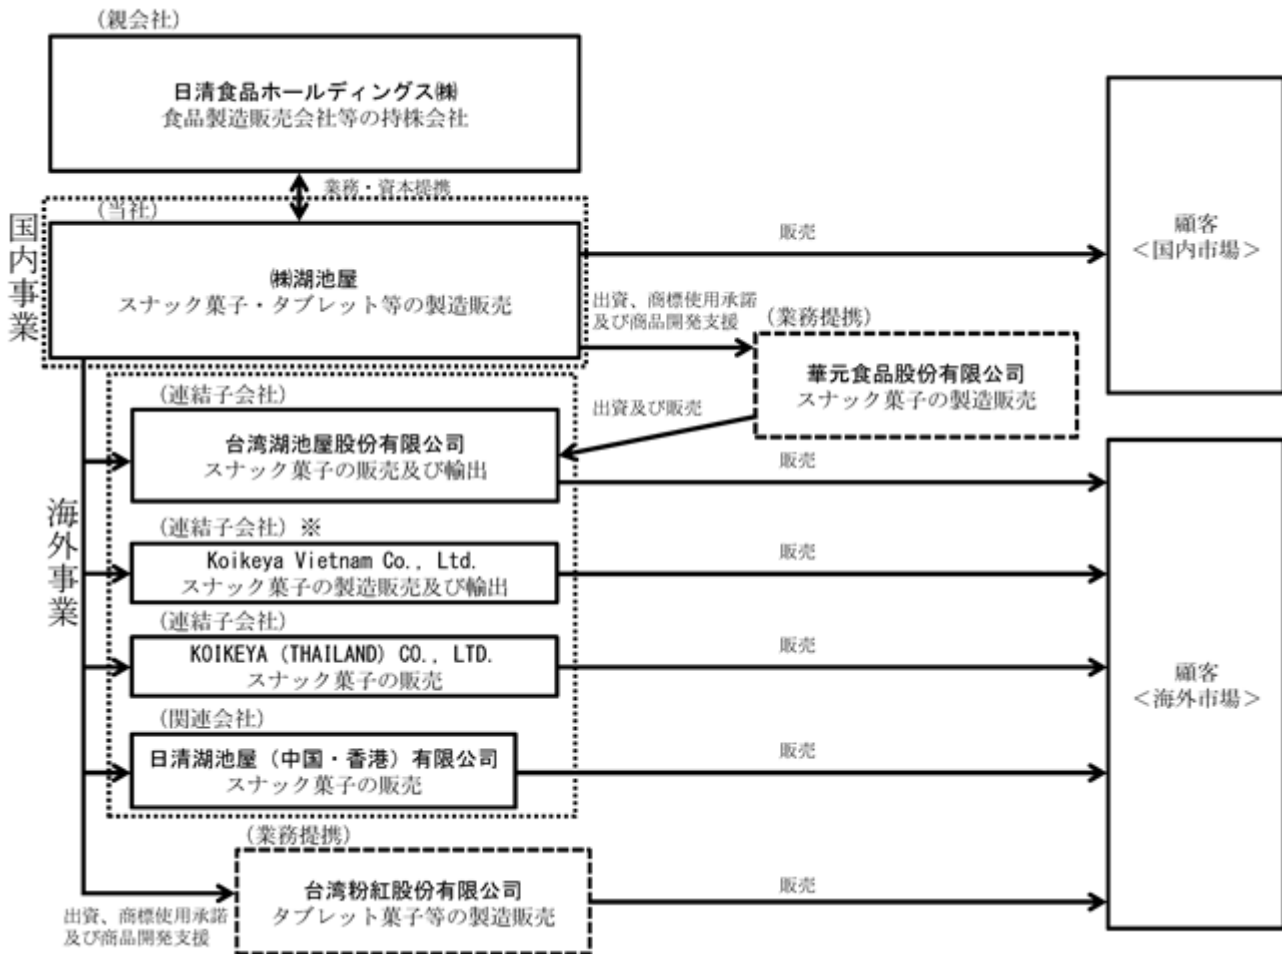 （親会社）
日清食品ホールディングス㈱
食品製造販売会社等の持株会社
業務・資本提携
国内事業
（当社）
㈱湖池屋
スナック菓子・タブレット等の製造販売
販売
顧客
＜国内市場＞
出資、商標使用承諾
及び商品開発支援
（業務提携）
華元食品股份有限公司
スナック菓子の製造販売
出資及び販売
海外事業
（連結子会社）
台湾湖池屋股份有限公司
スナック菓子の販売及び輸出
販売
（連結子会社）※
Koikeya Vietnam Co., Ltd.
スナック菓子の製造販売及び輸出
販売
（連結子会社）
KOIKEYA (THAILAND) CO., LTD.
スナック菓子の販売
販売
顧客
＜海外市場＞
（関連会社）
日清湖池屋（中国・香港）有限公司
スナック菓子の販売
販売
（業務提携）
台湾粉紅股份有限公司
タブレット菓子等の製造販売
販売
出資、商標使用承諾
及び商品開発支援